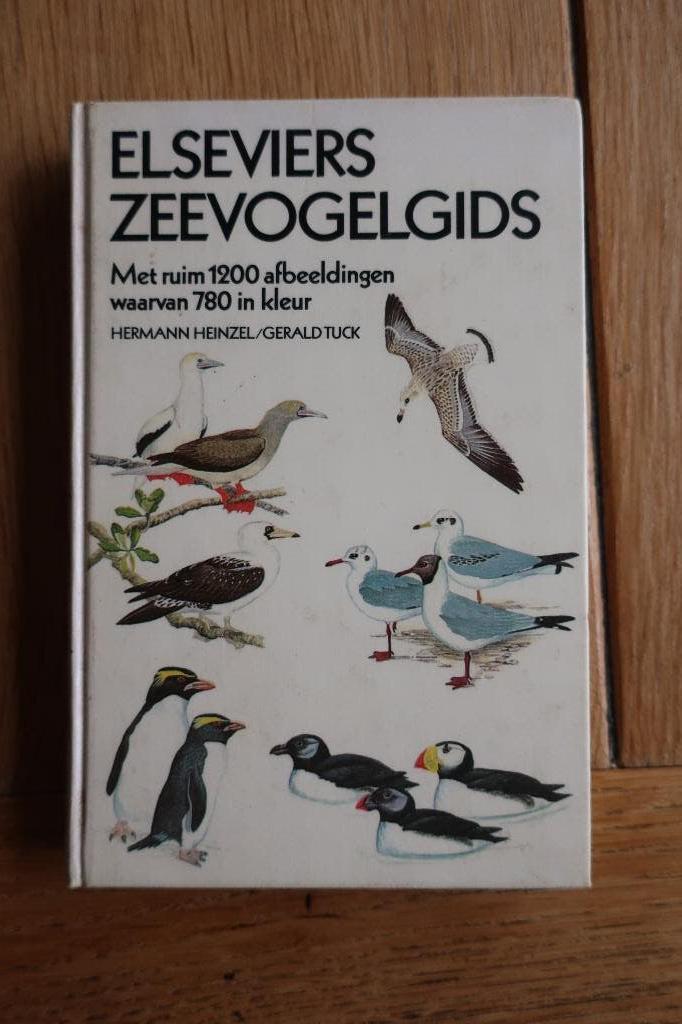 ELSEVIERS
ZEEVOGELGIDS
Met ruim 1200 afbeeldingen
waarvan 780 in kleur
HERMANN HEINZEL/GERALD TUCK